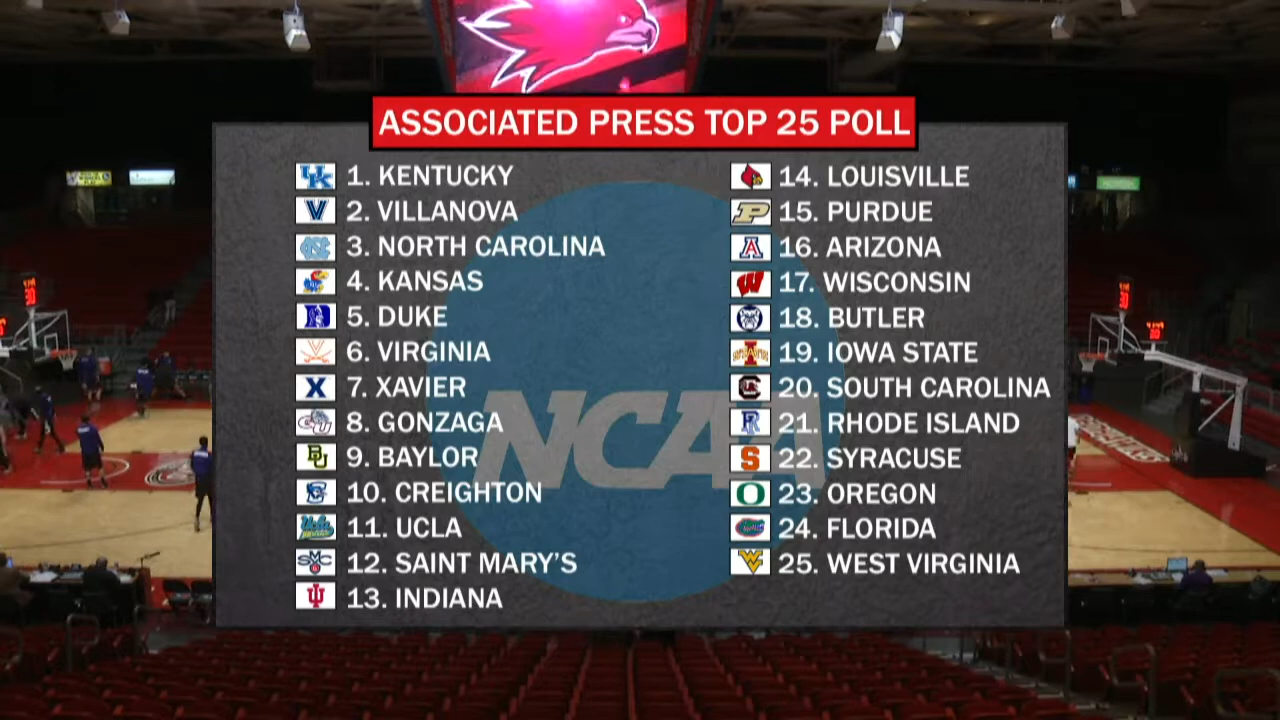 ASSOCIATED PRESS TOP 25 POLL
1. KENTUCKY
2. VILLANOVA
3. NORTH CAROLINA
4. KANSAS
5. DUKE
6. VIRGINIA
7. XAVIER
8. GONZAGA
9. BAYLOR
10. CREIGHTON
11. UCLA
12. SAINT MARY'S
13. INDIANA
14. LOUISVILLE
15. PURDUE
16. ARIZONA
17. WISCONSIN
18. BUTLER
19. IOWA STATE
20. SOUTH CAROLINA
21. RHODE ISLAND
22. SYRACUSE
23. OREGON
24. FLORIDA
25. WEST VIRGINIA
NCAA